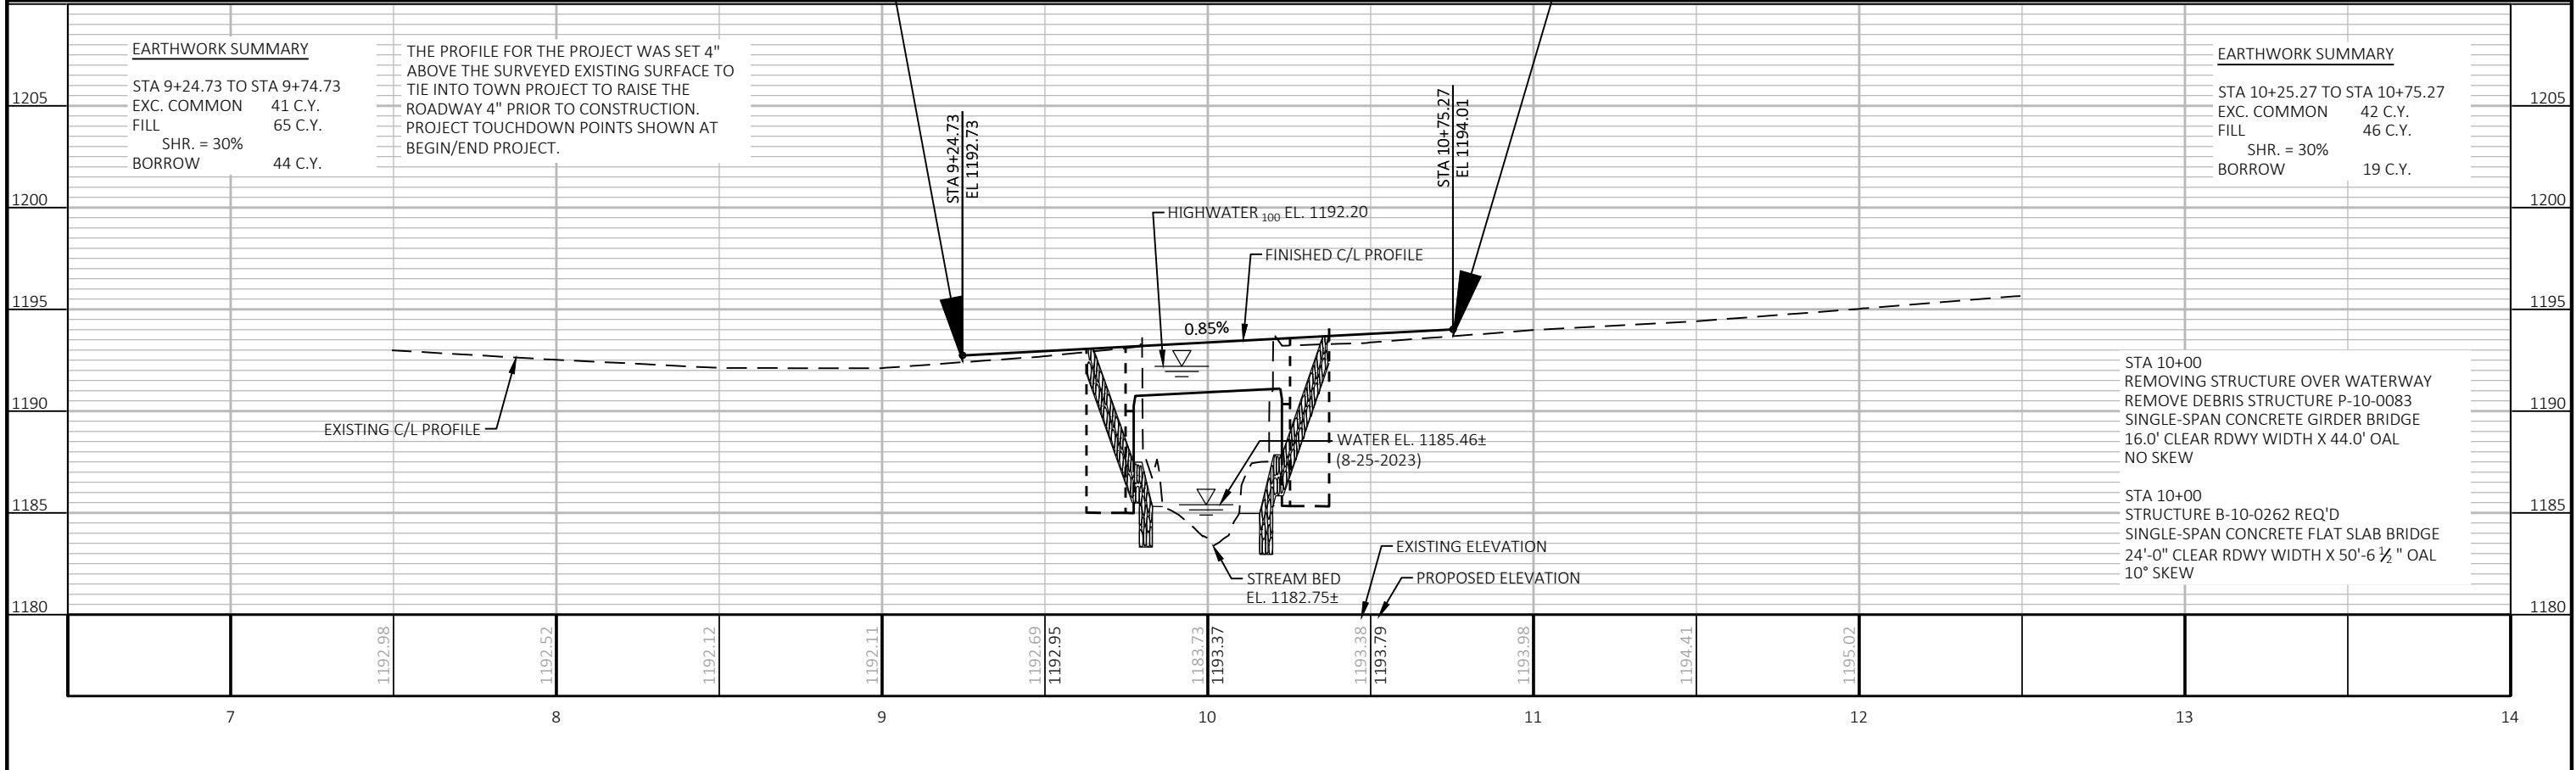 EARTHWORK SUMMARY
STA 9+24.73 TO STA 9+74.73
EXC. COMMON 41 C.Y.
FILL 65 C.Y.
SHR. = 30%
BORROW 44 C.Y.
THE PROFILE FOR THE PROJECT WAS SET 4"
ABOVE THE SURVEYED EXISTING SURFACE TO
TIE INTO TOWN PROJECT TO RAISE THE
ROADWAY 4" PRIOR TO CONSTRUCTION.
PROJECT TOUCHDOWN POINTS SHOWN AT
BEGIN/END PROJECT.
EARTHWORK SUMMARY
STA 10+25.27 TO STA 10+75.27
EXC. COMMON 42 C.Y.
FILL 46 C.Y.
SHR. = 30%
BORROW 19 C.Y.
1205
1200
1195
1190
1185
1180
STA 9+24.73
EL 1192.73
STA 10+75.27
EL 1194.01
HIGHWATER 100 EL. 1192.20
FINISHED C/L PROFILE
0.85%
EXISTING C/L PROFILE
WATER EL. 1185.46±
(8-25-2023)
STREAM BED
EL. 1182.75±
EXISTING ELEVATION
PROPOSED ELEVATION
1205
1200
1195
1190
1185
1180
STA 10+00
REMOVING STRUCTURE OVER WATERWAY
REMOVE DEBRIS STRUCTURE P-10-0083
SINGLE-SPAN CONCRETE GIRDER BRIDGE
16.0' CLEAR RDWY WIDTH X 44.0' OAL
NO SKEW
STA 10+00
STRUCTURE B-10-0262 REQ'D
SINGLE-SPAN CONCRETE FLAT SLAB BRIDGE
24'-0" CLEAR RDWY WIDTH X 50'-6 ½ " OAL
10° SKEW
1192.98
1192.52
1192.12
1192.11
1192.69
1192.95
1183.73
1193.37
1193.38
1193.79
1193.98
1194.41
1195.02
7 8 9 10 11 12 13 14